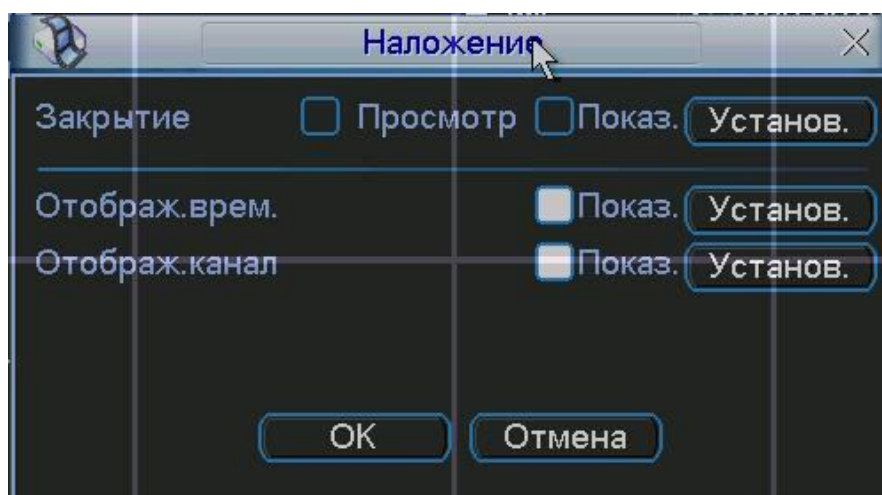 Наложение
Закрытие Просмотр Показ. Установ.
Отображ.врем. Показ. Установ.
Отображ.канал Показ. Установ.
OK Отмена